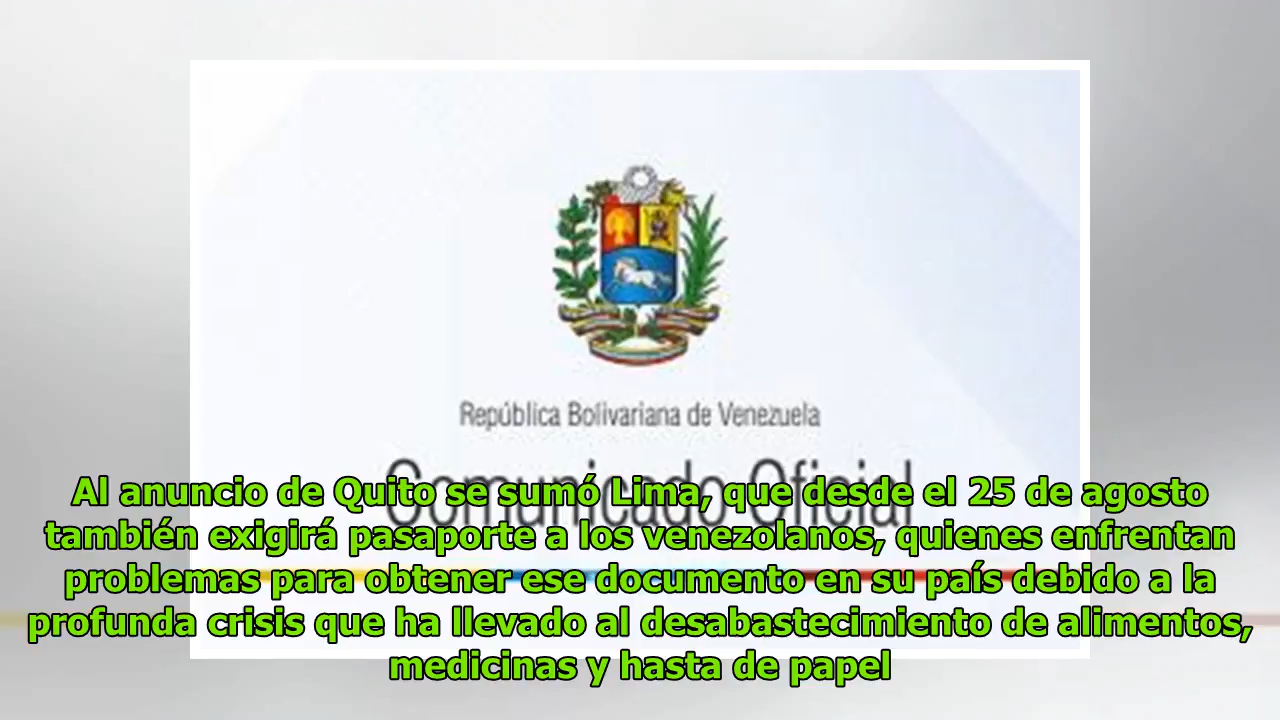 República Bolivariana de Venezuela
Comunicado Oficial
Al anuncio de Quito se sumó Lima, que desde el 25 de agosto
también exigirá pasaporte a los venezolanos, quienes enfrentan
problemas para obtener ese documento en su país debido a la
profunda crisis que ha llevado al desabastecimiento de alimentos,
medicinas y hasta de papel